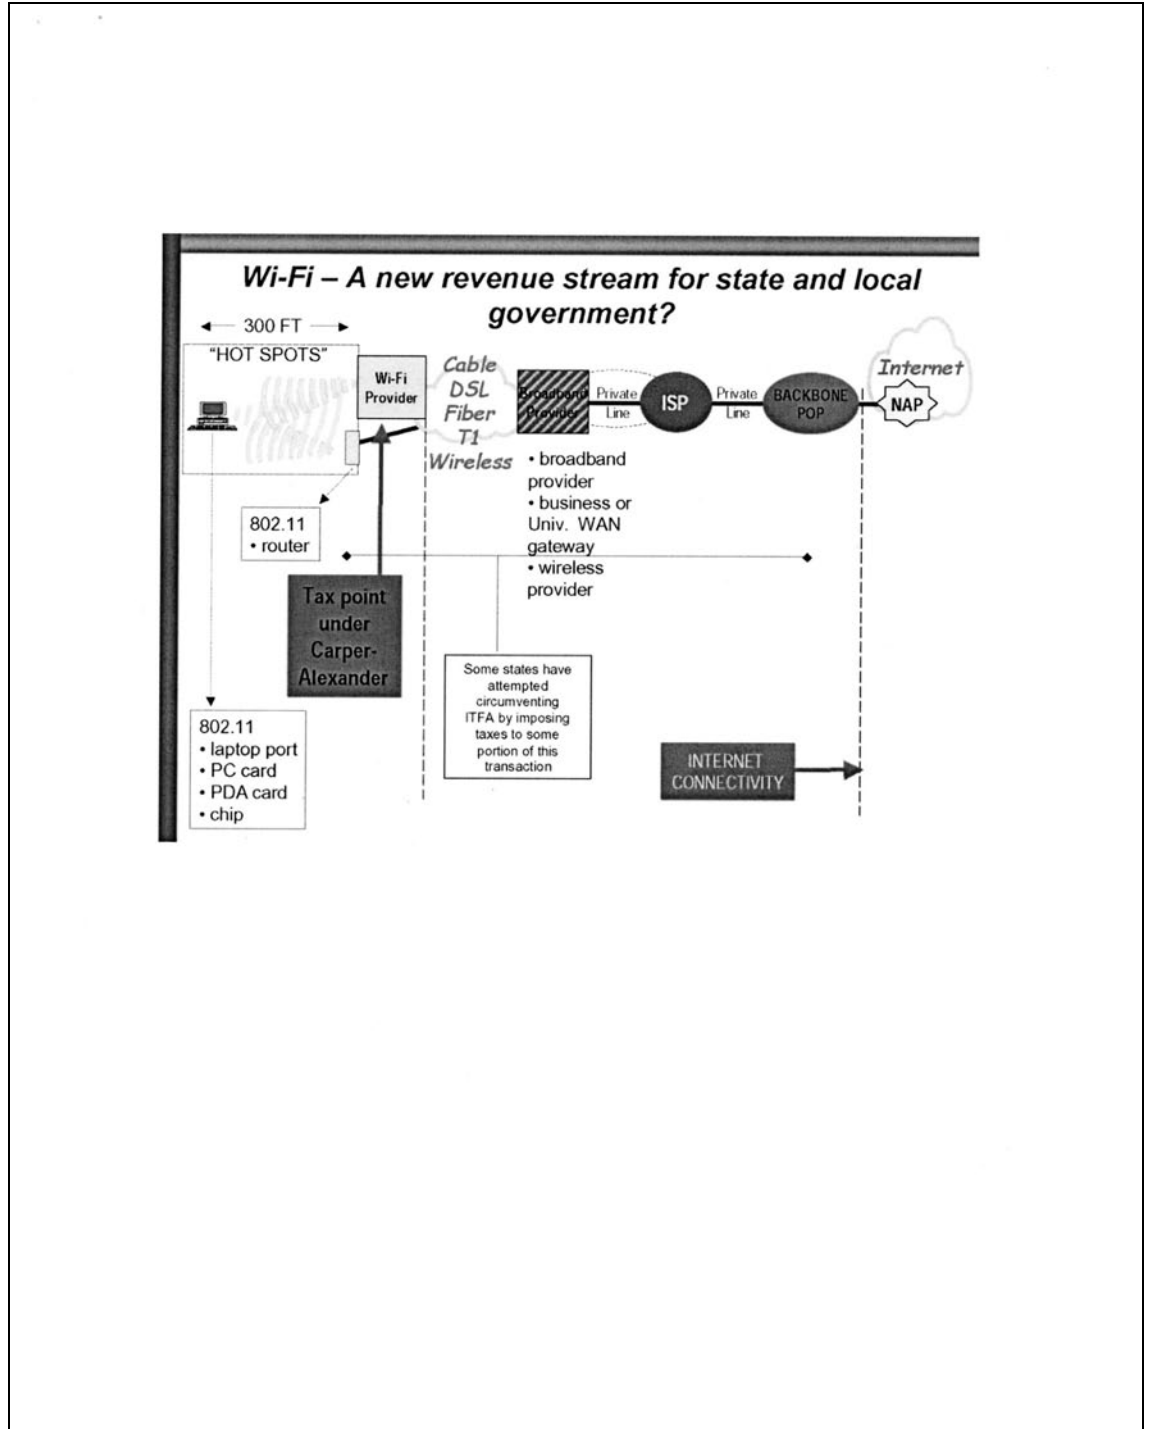 Wi-Fi – A new revenue stream for state and local
government?
300 FT
"HOT SPOTS"
Wi-Fi
Provider
Cable
DSL
Fiber
T1
Wireless
Broadband
Provider
Private
Line
ISP
Private
Line
BACKBONE
POP
Internet
NAP
• broadband
provider
• business or
Univ. WAN
gateway
• wireless
provider
802.11
• router
Tax point
under
Carper-
Alexander
Some states have
attempted
circumventing
ITFA by imposing
taxes to some
portion of this
transaction
INTERNET
CONNECTIVITY
802.11
• laptop port
• PC card
• PDA card
• chip